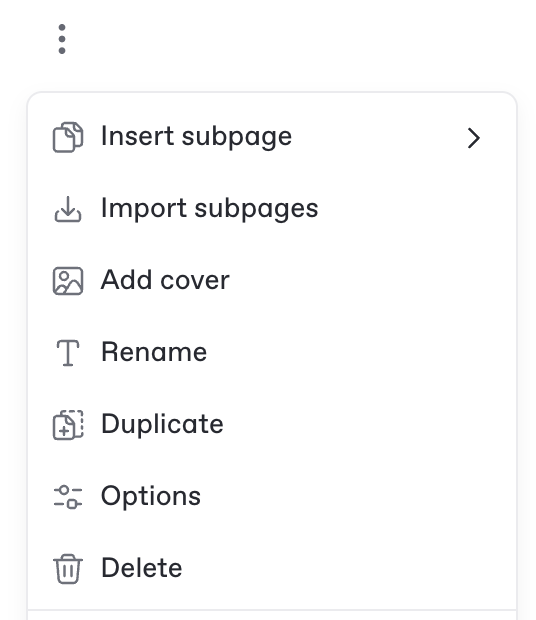 Insert subpage
Import subpages
Add cover
Rename
Duplicate
Options
Delete